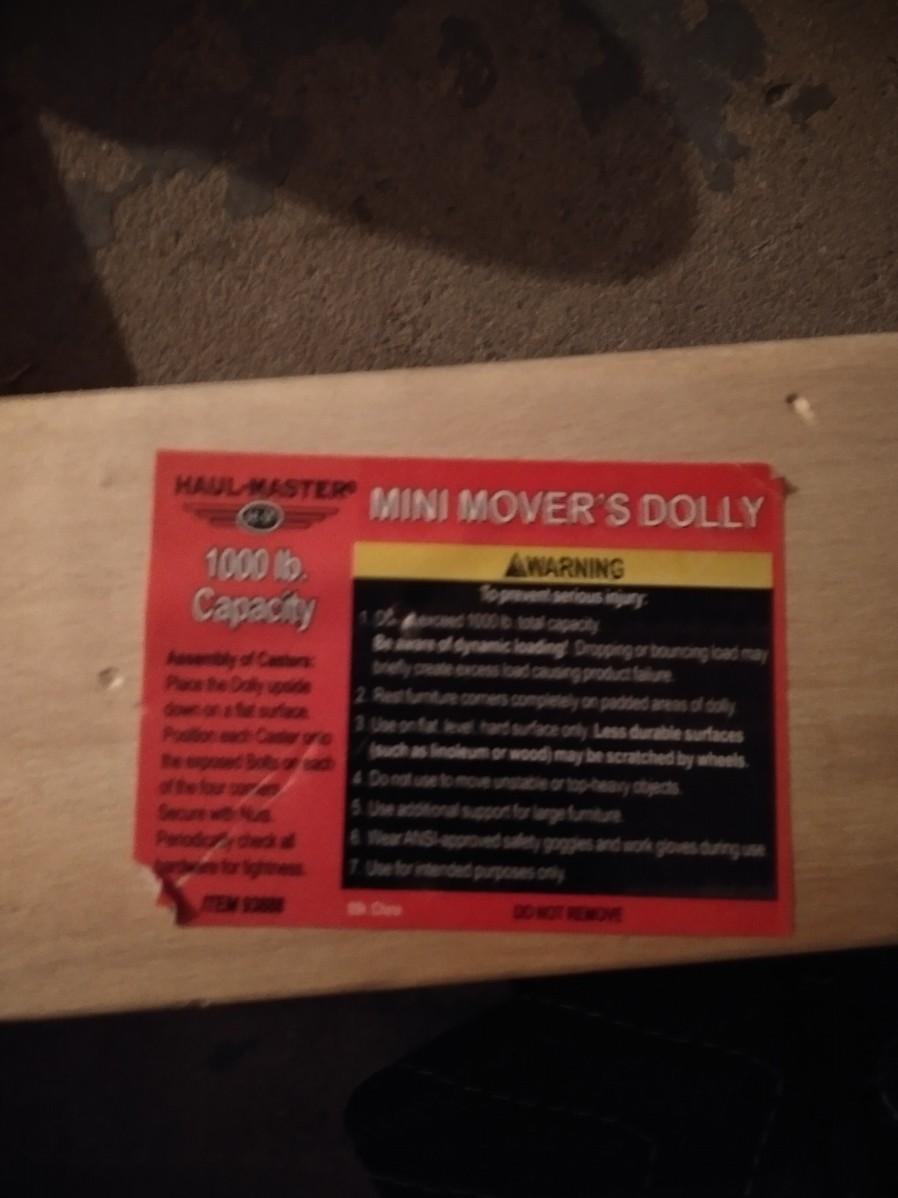 HAUL-MASTER®
MINI MOVER'S DOLLY
1000 lb.
Capacity
Assembly of Casters:
Place the Dolly upside
down on a flat surface.
Position each Caster onto
the exposed Bolts on each
of the four corners.
Secure with Nuts.
Periodically check all
hardware for tightness.
ITEM 93888
WARNING
To prevent serious injury:
1. exceed 1000 lb. total capacity.
Be aware of dynamic loading! Dropping or bouncing load may
briefly create excess load causing product failure.
2. Rest furniture corners completely on padded areas of dolly.
3. Use on flat, level, hard surface only. Less durable surfaces
(such as linoleum or wood) may be scratched by wheels.
4. Do not use to move unstable or top-heavy objects.
5. Use additional support for large furniture.
6. Wear ANSI-approved safety goggles and work gloves during use.
7. Use for intended purposes only.
DO NOT REMOVE